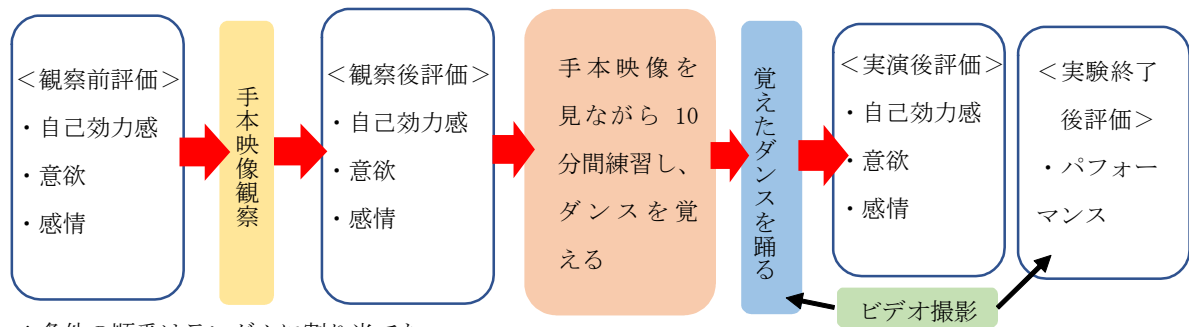 ＜観察前評価＞
・自己効力感
・意欲
・感情
手本映像観察
＜観察後評価＞
・自己効力感
・意欲
・感情
手本映像を
見ながら 10
分間練習し、
ダンスを覚
える
覚えたダンスを踊る
＜実演後評価＞
・自己効力感
・意欲
・感情
＜実験終了
後評価＞
・パフォー
マンス
ビデオ撮影